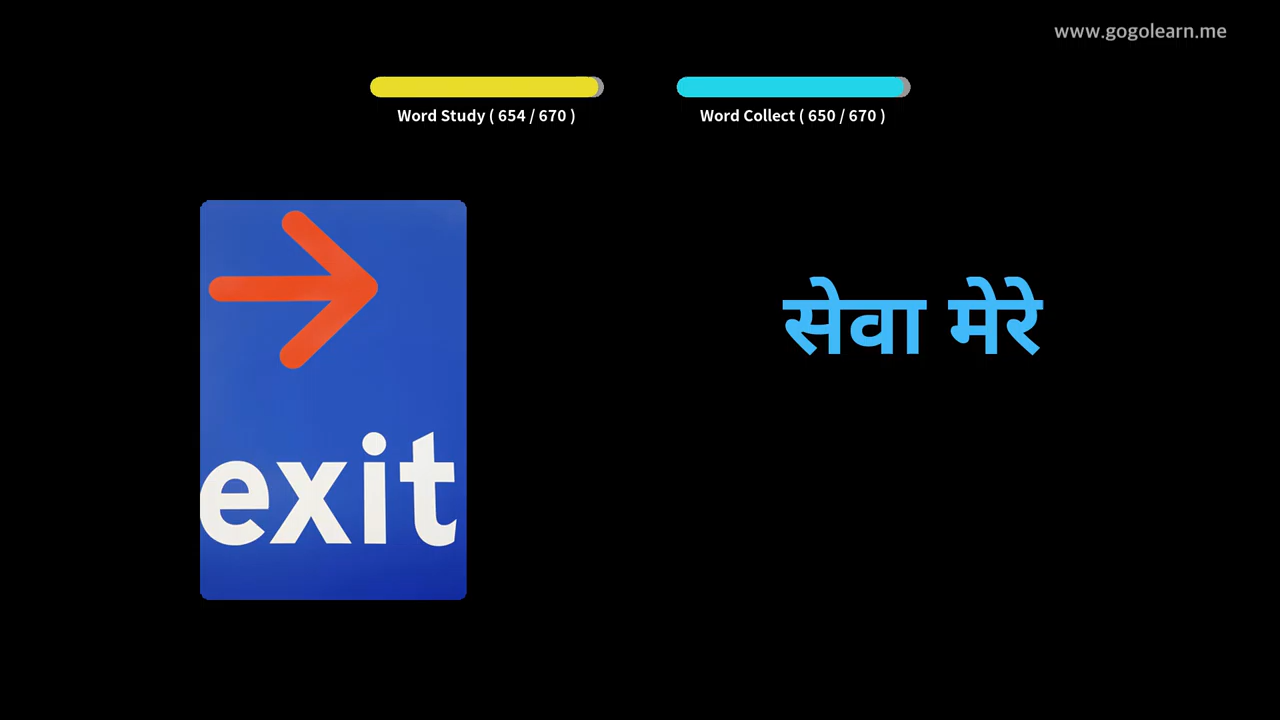 www.gogolearn.me
Word Study ( 654 / 670 )
Word Collect ( 650 / 670 )
exit
सेवा मेरे